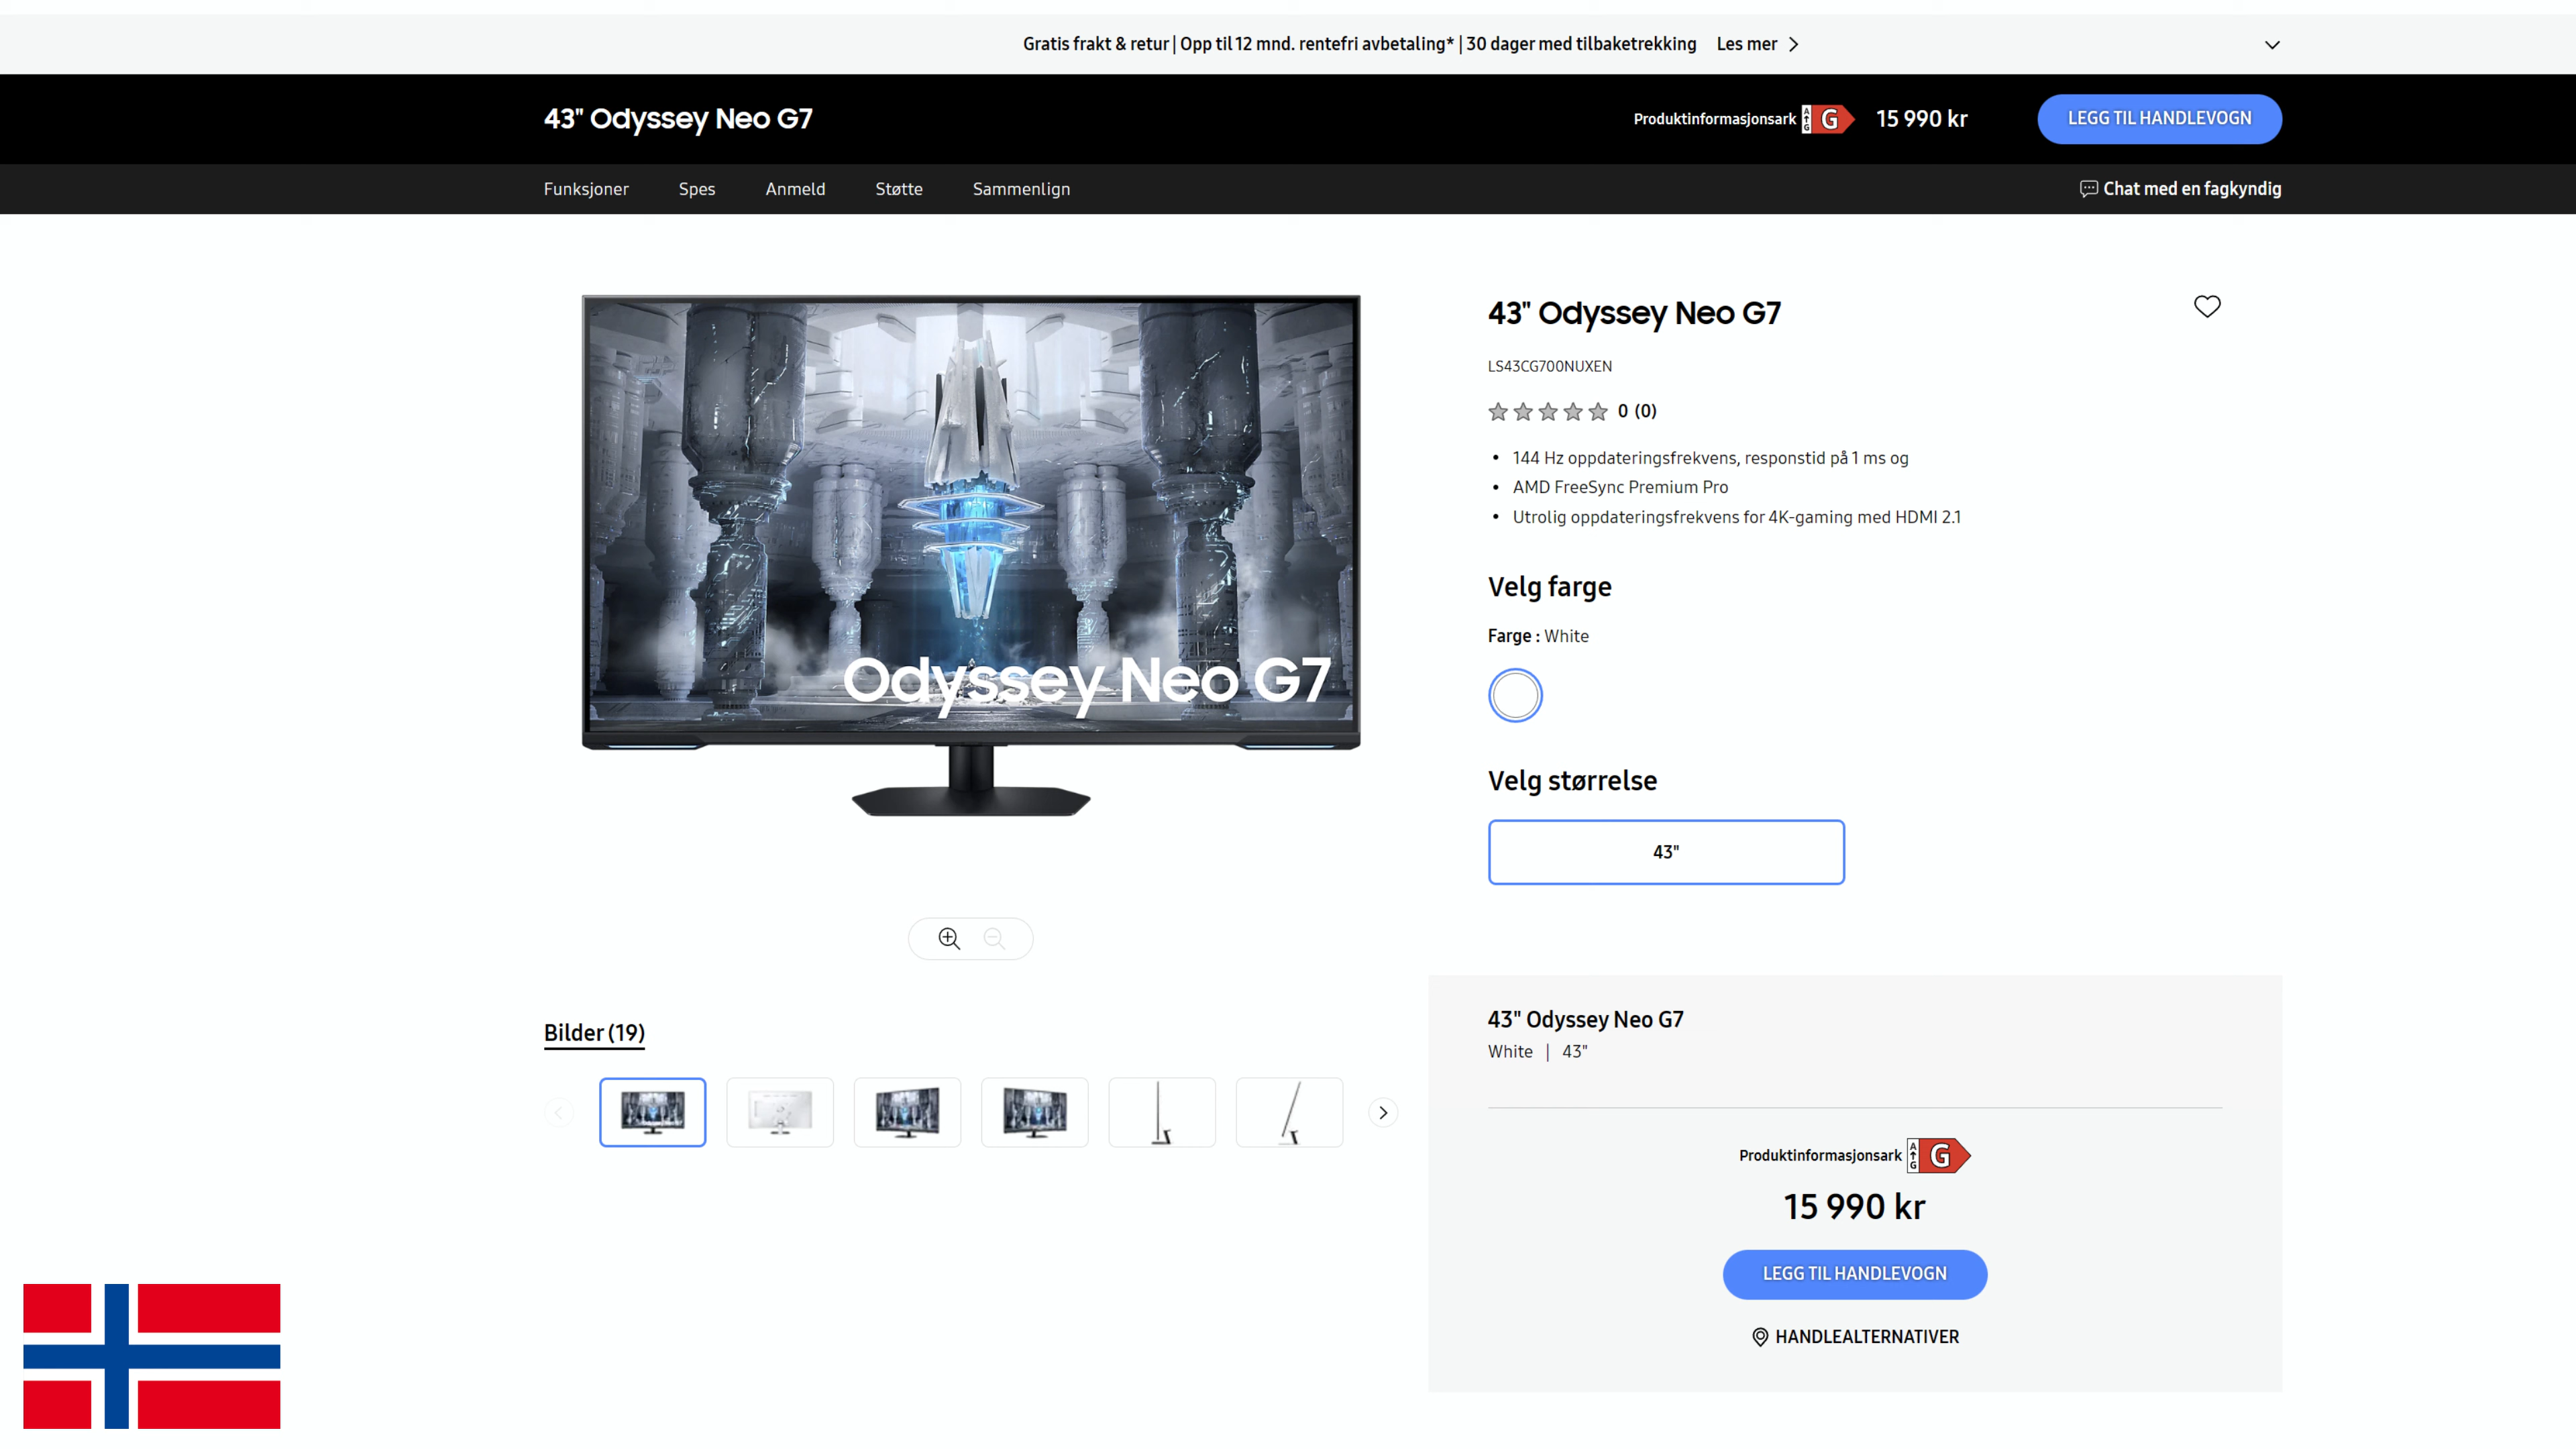 Gratis frakt & retur | Opp til 12 mnd. rentefri avbetaling* | 30 dager med tilbaketrekking Les mer
43" Odyssey Neo G7
Produktinformasjonsark A G G 15 990 kr LEGG TIL HANDLEVOGN
Funksjoner Spes Anmeld Støtte Sammenlign Chat med en fagkyndig
Odyssey Neo G7
43" Odyssey Neo G7
LS43CG700NUXEN
0 (0)
• 144 Hz oppdateringsfrekvens, responstid på 1 ms og
• AMD FreeSync Premium Pro
• Utrolig oppdateringsfrekvens for 4K-gaming med HDMI 2.1
Velg farge
Farge : White
Velg størrelse
43"
Bilder (19)
43" Odyssey Neo G7
White | 43"
Produktinformasjonsark A G G
15 990 kr
LEGG TIL HANDLEVOGN
HANDLEALTERNATIVER